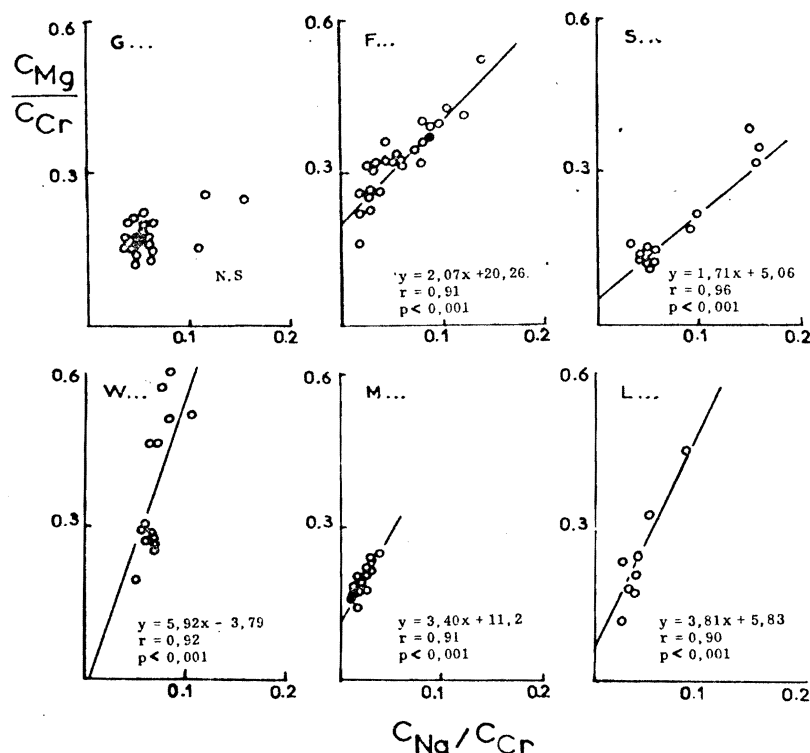 C Mg
C Cr
0.6
G...
0.3
N.S
0.1
0.2
0.6
F...
0.3
y = 2,07x +20,26.
r = 0,91
p< 0,001
0.1
0.2
0.6
S...
0.3
y = 1,71x + 5,06
r = 0,96
p < 0,001
0.1
0.2
0.6
W...
0.3
y = 5,92x - 3,79
r = 0,92
p < 0,001
0.1
0.2
0.6
M...
0.3
y = 3,40x + 11,2
r = 0,91
p < 0,001
0.1
0.2
0.6
L...
0.3
y = 3,81x + 5,83
r = 0,90
p < 0,001
0.1
0.2
C Na / C Cr